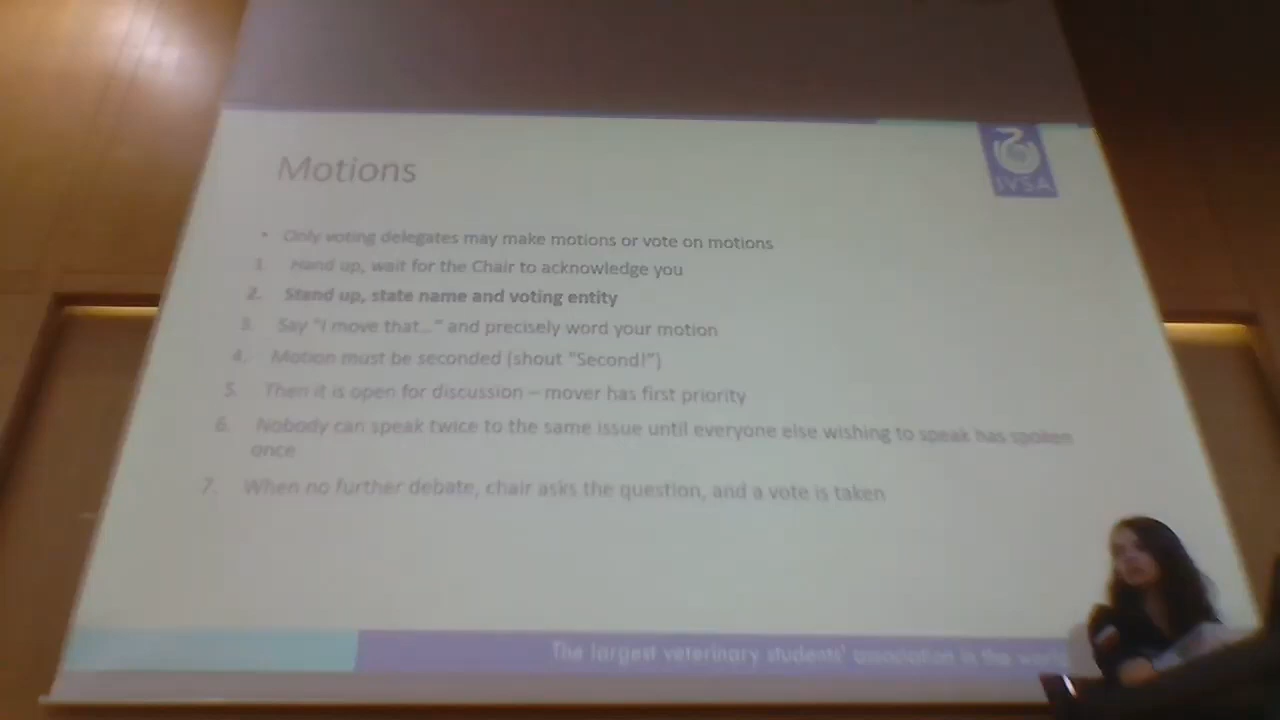 Motions
IVSA
• Only voting delegates may make motions or vote on motions
1. Hand up, wait for the Chair to acknowledge you
2. Stand up, state name and voting entity
3. Say "I move that..." and precisely word your motion
4. Motion must be seconded (shout "Second!")
5. Then it is open for discussion – mover has first priority
6. Nobody can speak twice to the same issue until everyone else wishing to speak has spoken
once
7. When no further debate, chair asks the question, and a vote is taken
The largest veterinary students' association in the world